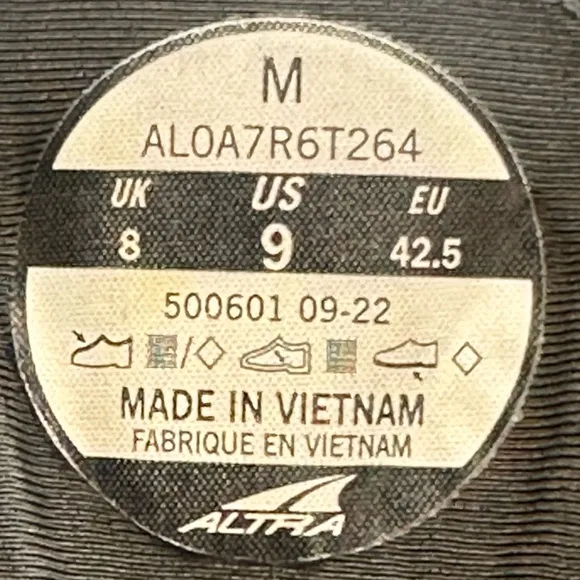 M
AL0A7R6T264
UK US EU
8 9 42.5
500601 09-22
MADE IN VIETNAM
FABRIQUE EN VIETNAM
ALTRA